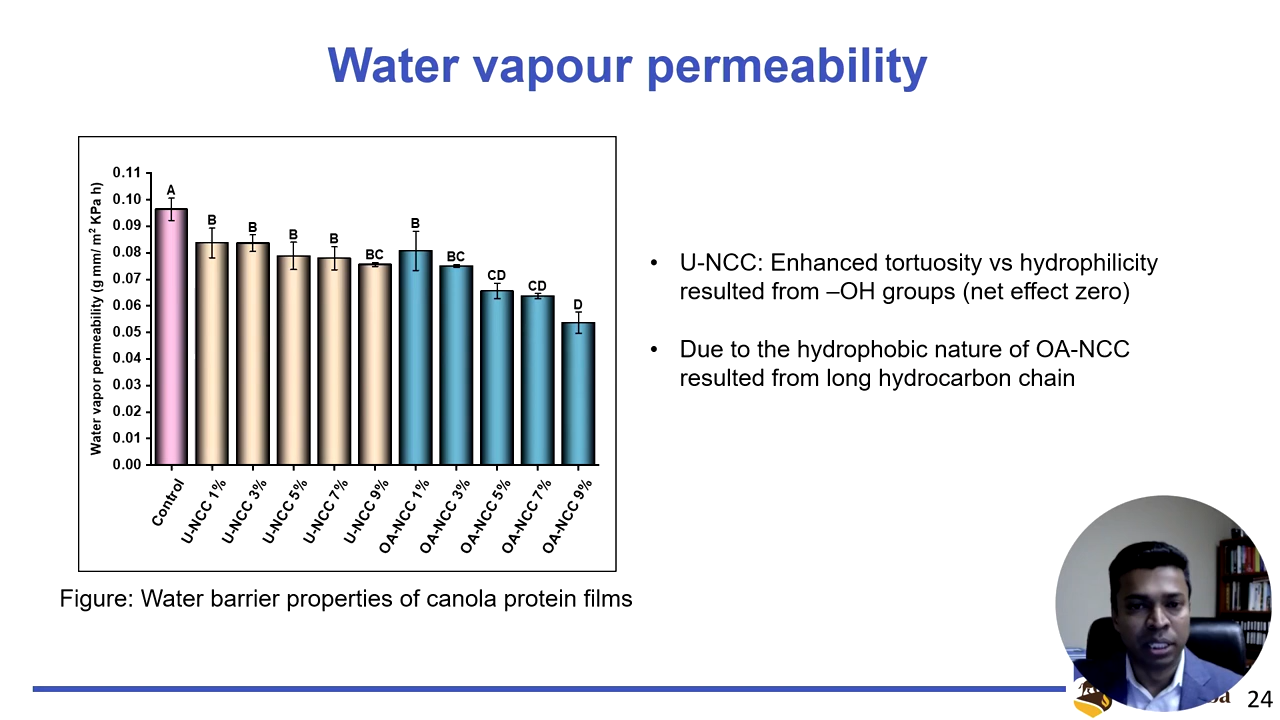 Water vapour permeability
Water vapor permeability (g mm/ m² KPa h)
0.11
0.10
0.09
0.08
0.07
0.06
0.05
0.04
0.03
0.02
0.01
0.00
A
B
B
B
B
BC
B
BC
CD
CD
D
Control
U-NCC 1%
U-NCC 3%
U-NCC 5%
U-NCC 7%
U-NCC 9%
OA-NCC 1%
OA-NCC 3%
OA-NCC 5%
OA-NCC 7%
OA-NCC 9%
Figure: Water barrier properties of canola protein films
• U-NCC: Enhanced tortuosity vs hydrophilicity
resulted from –OH groups (net effect zero)
• Due to the hydrophobic nature of OA-NCC
resulted from long hydrocarbon chain
24